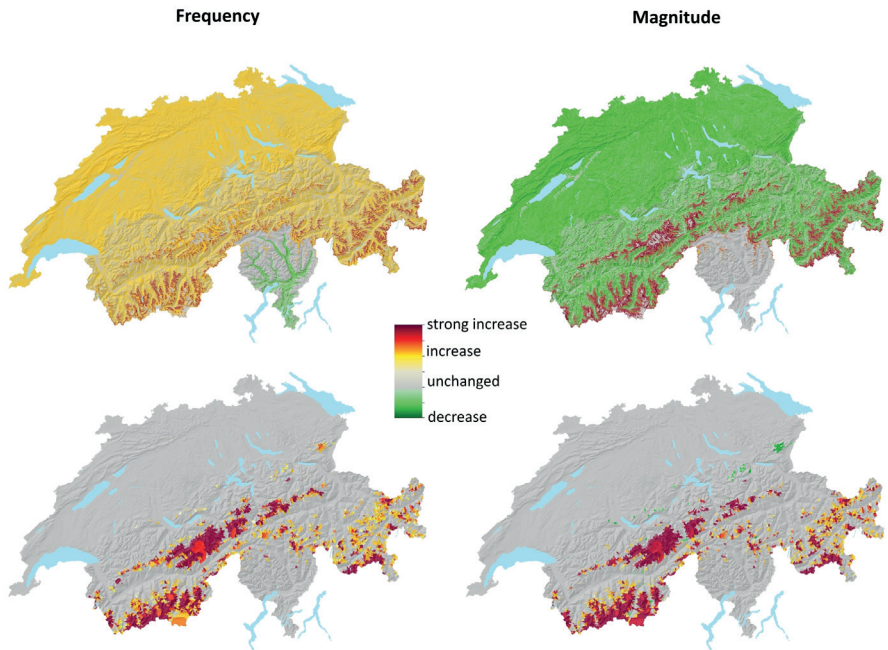 Frequency
Magnitude
strong increase
increase
unchanged
decrease